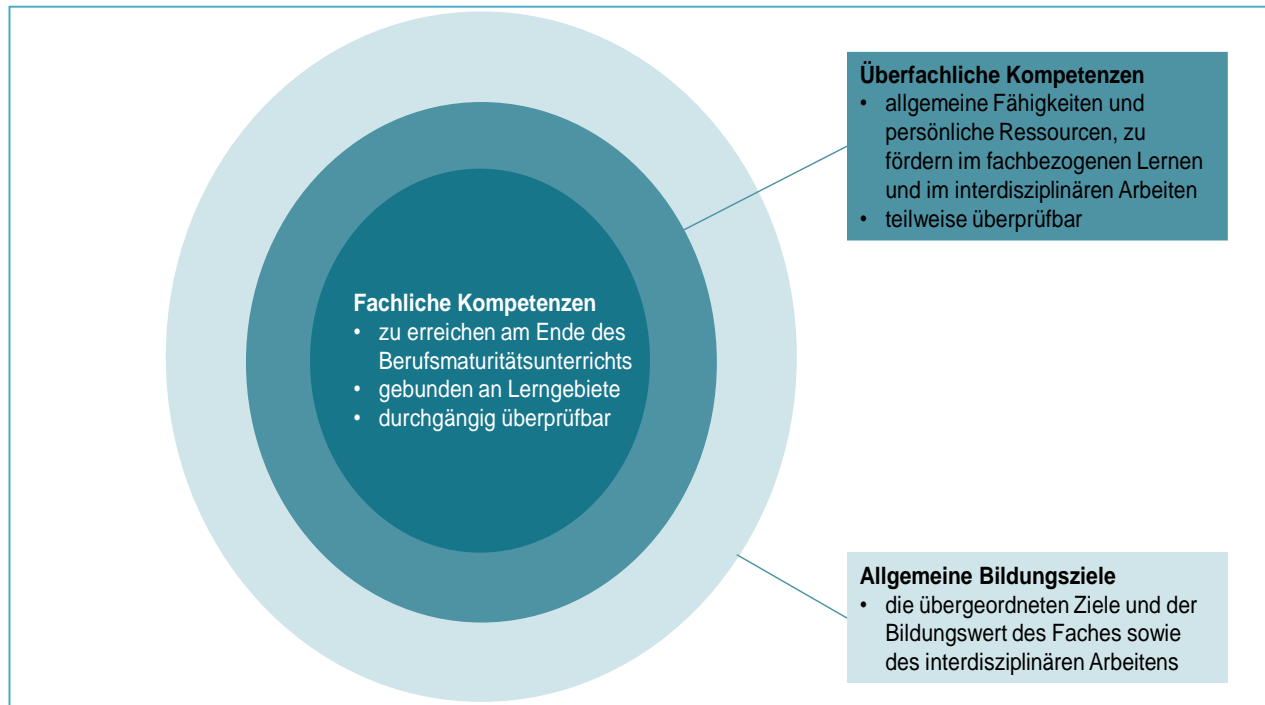 Überfachliche Kompetenzen
• allgemeine Fähigkeiten und
persönliche Ressourcen, zu
fördern im fachbezogenen Lernen
und im interdisziplinären Arbeiten
• teilweise überprüfbar
Fachliche Kompetenzen
• zu erreichen am Ende des
Berufsmaturitätsunterrichts
• gebunden an Lerngebiete
• durchgängig überprüfbar
Allgemeine Bildungsziele
• die übergeordneten Ziele und der
Bildungswert des Faches sowie
des interdisziplinären Arbeitens